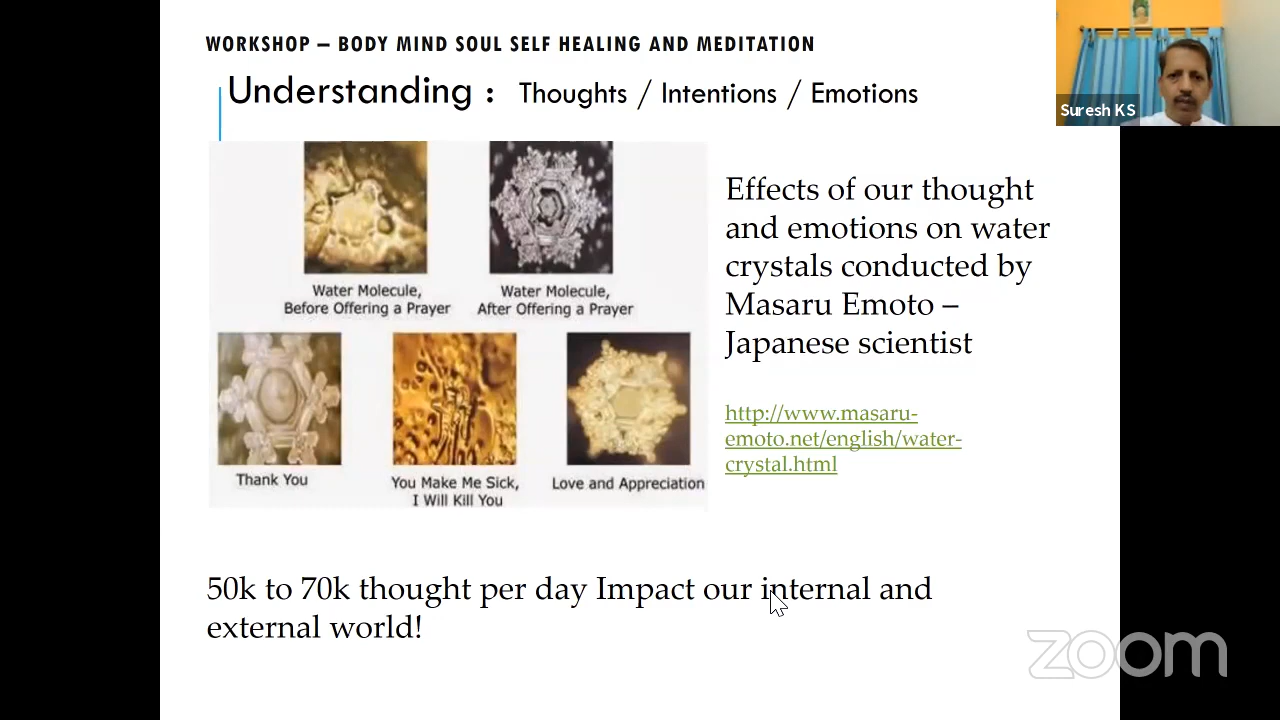 WORKSHOP – BODY MIND SOUL SELF HEALING AND MEDITATION
Understanding : Thoughts / Intentions / Emotions
Suresh KS
Water Molecule,
Before Offering a Prayer
Water Molecule,
After Offering a Prayer
Thank You
You Make Me Sick,
I Will Kill You
Love and Appreciation
Effects of our thought
and emotions on water
crystals conducted by
Masaru Emoto –
Japanese scientist
http://www.masaru-
emoto.net/english/water-
crystal.html
50k to 70k thought per day Impact our internal and
external world!
zoom